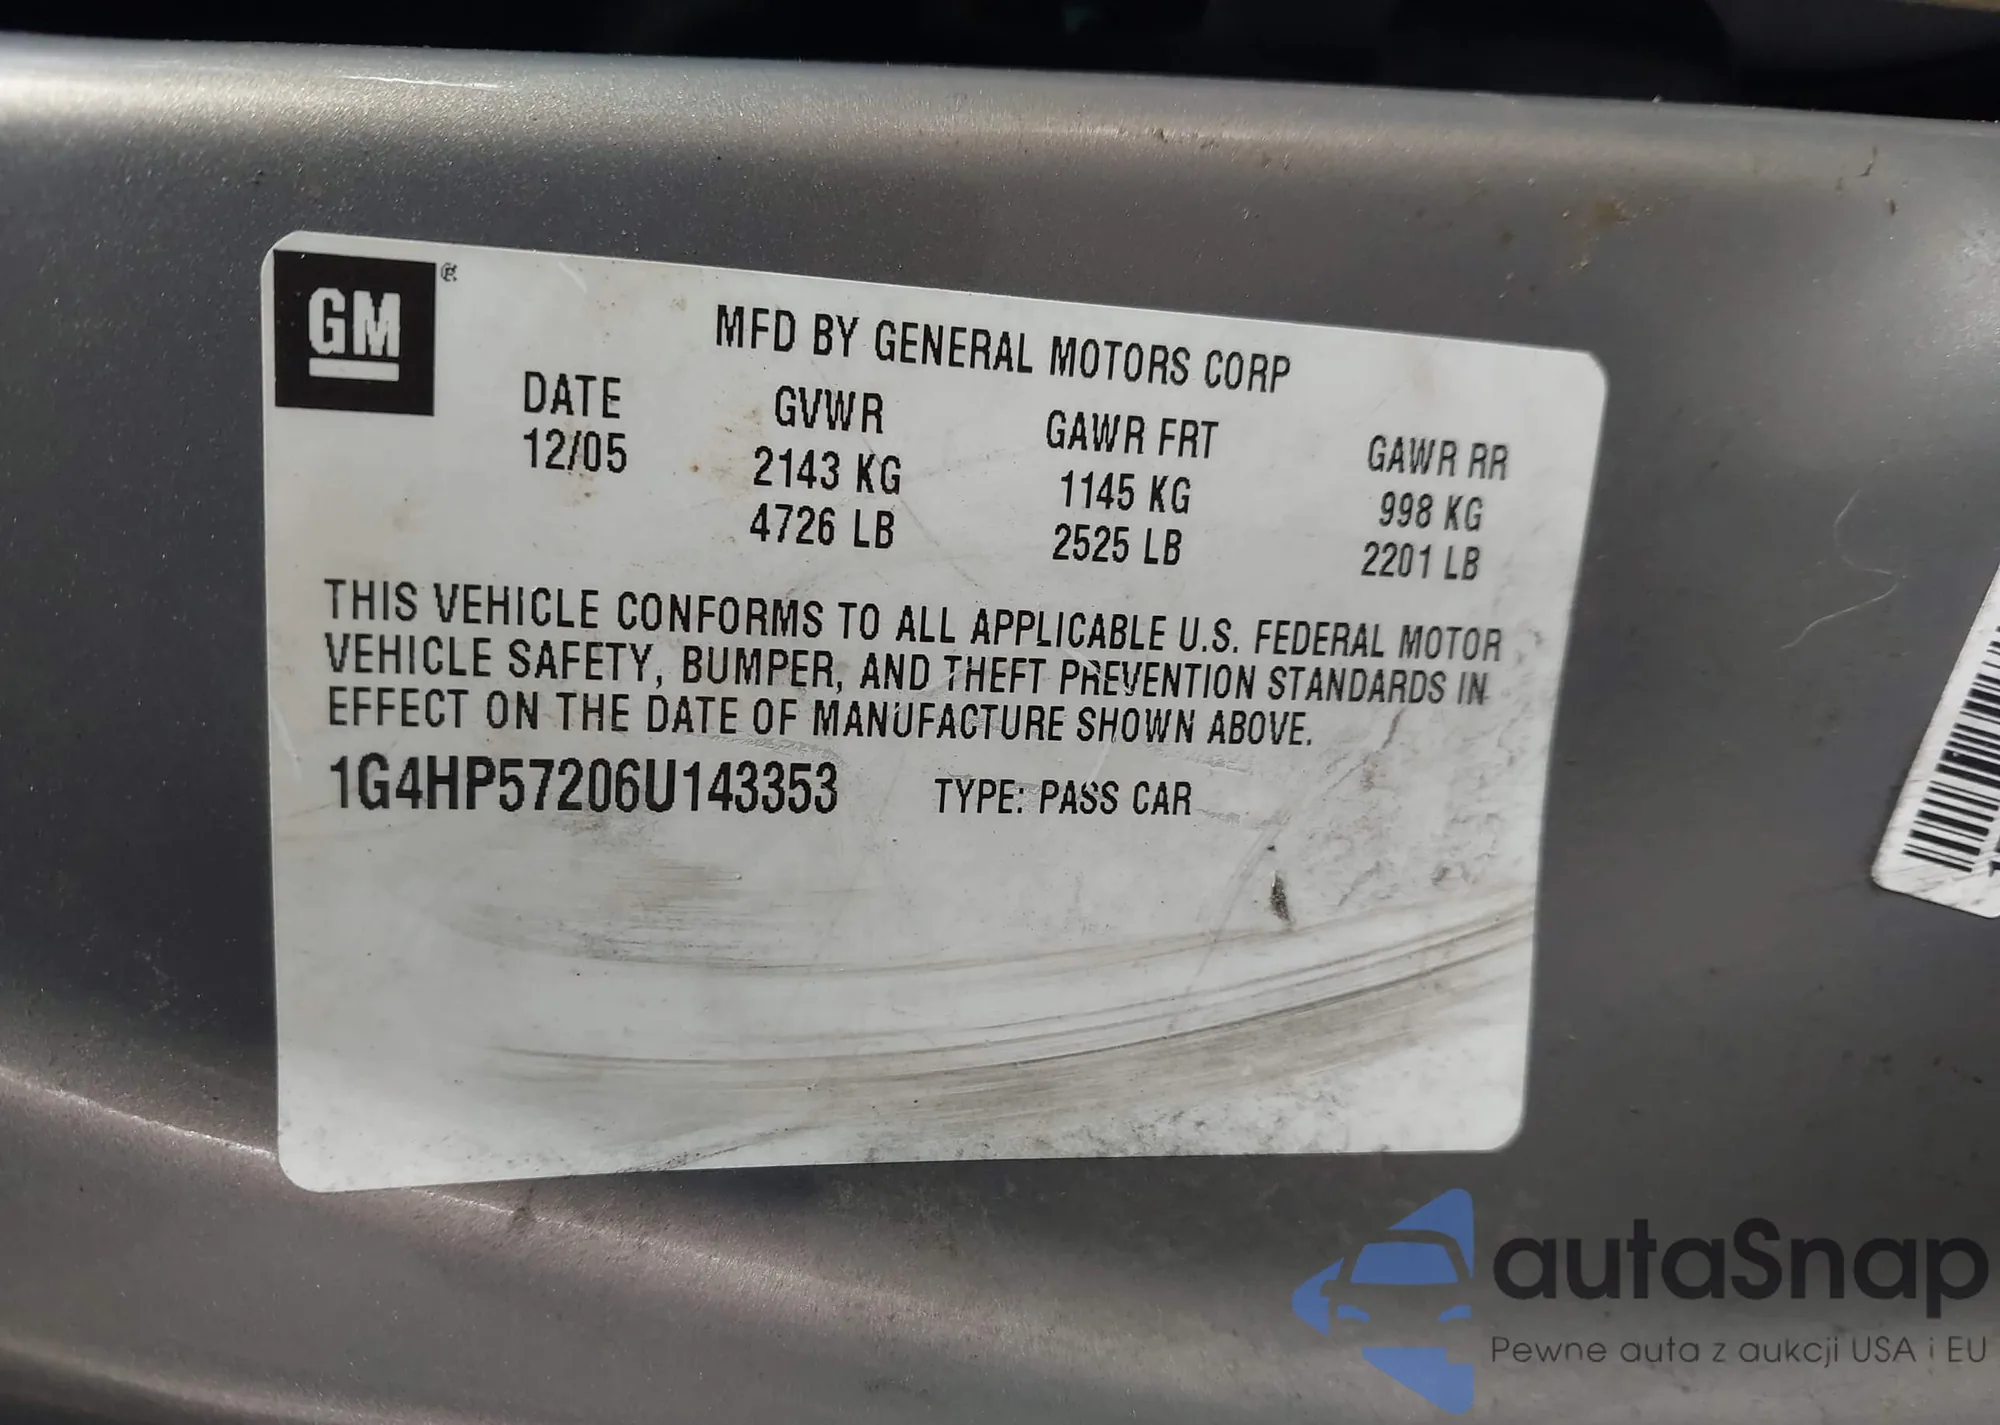 GM
MFD BY GENERAL MOTORS CORP
DATE GVWR GAWR FRT GAWR RR
12/05 2143 KG 1145 KG 998 KG
4726 LB 2525 LB 2201 LB
THIS VEHICLE CONFORMS TO ALL APPLICABLE U.S. FEDERAL MOTOR
VEHICLE SAFETY, BUMPER, AND THEFT PREVENTION STANDARDS IN
EFFECT ON THE DATE OF MANUFACTURE SHOWN ABOVE.
1G4HP57206U143353 TYPE: PASS CAR
autaSnap
Pewne auta z aukcji USA i EU